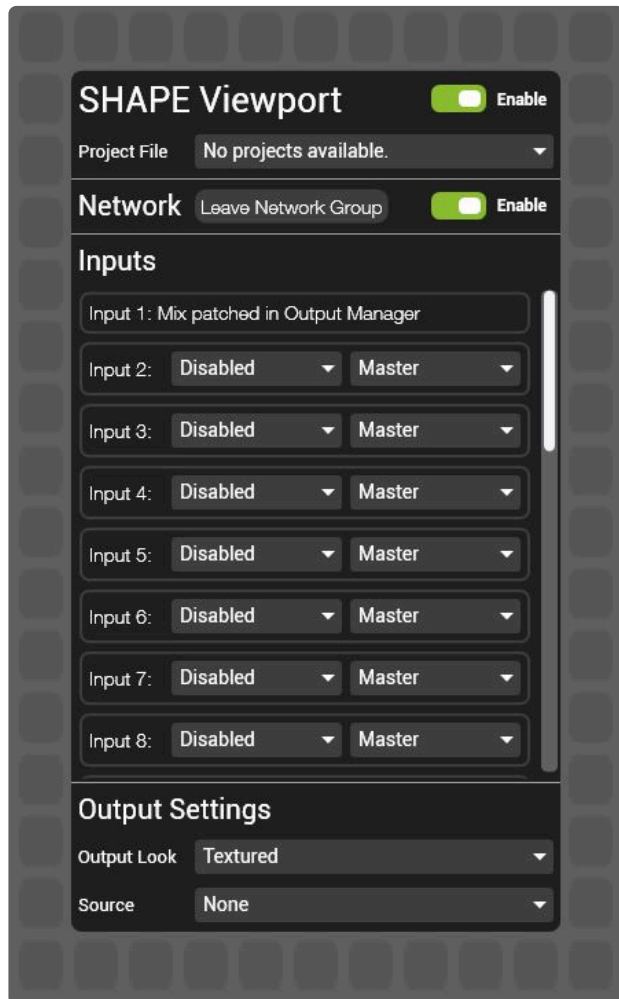 SHAPE Viewport Enable
Project File No projects available.
Network Leave Network Group Enable
Inputs
Input 1: Mix patched in Output Manager
Input 2: Disabled Master
Input 3: Disabled Master
Input 4: Disabled Master
Input 5: Disabled Master
Input 6: Disabled Master
Input 7: Disabled Master
Input 8: Disabled Master
Output Settings
Output Look Textured
Source None